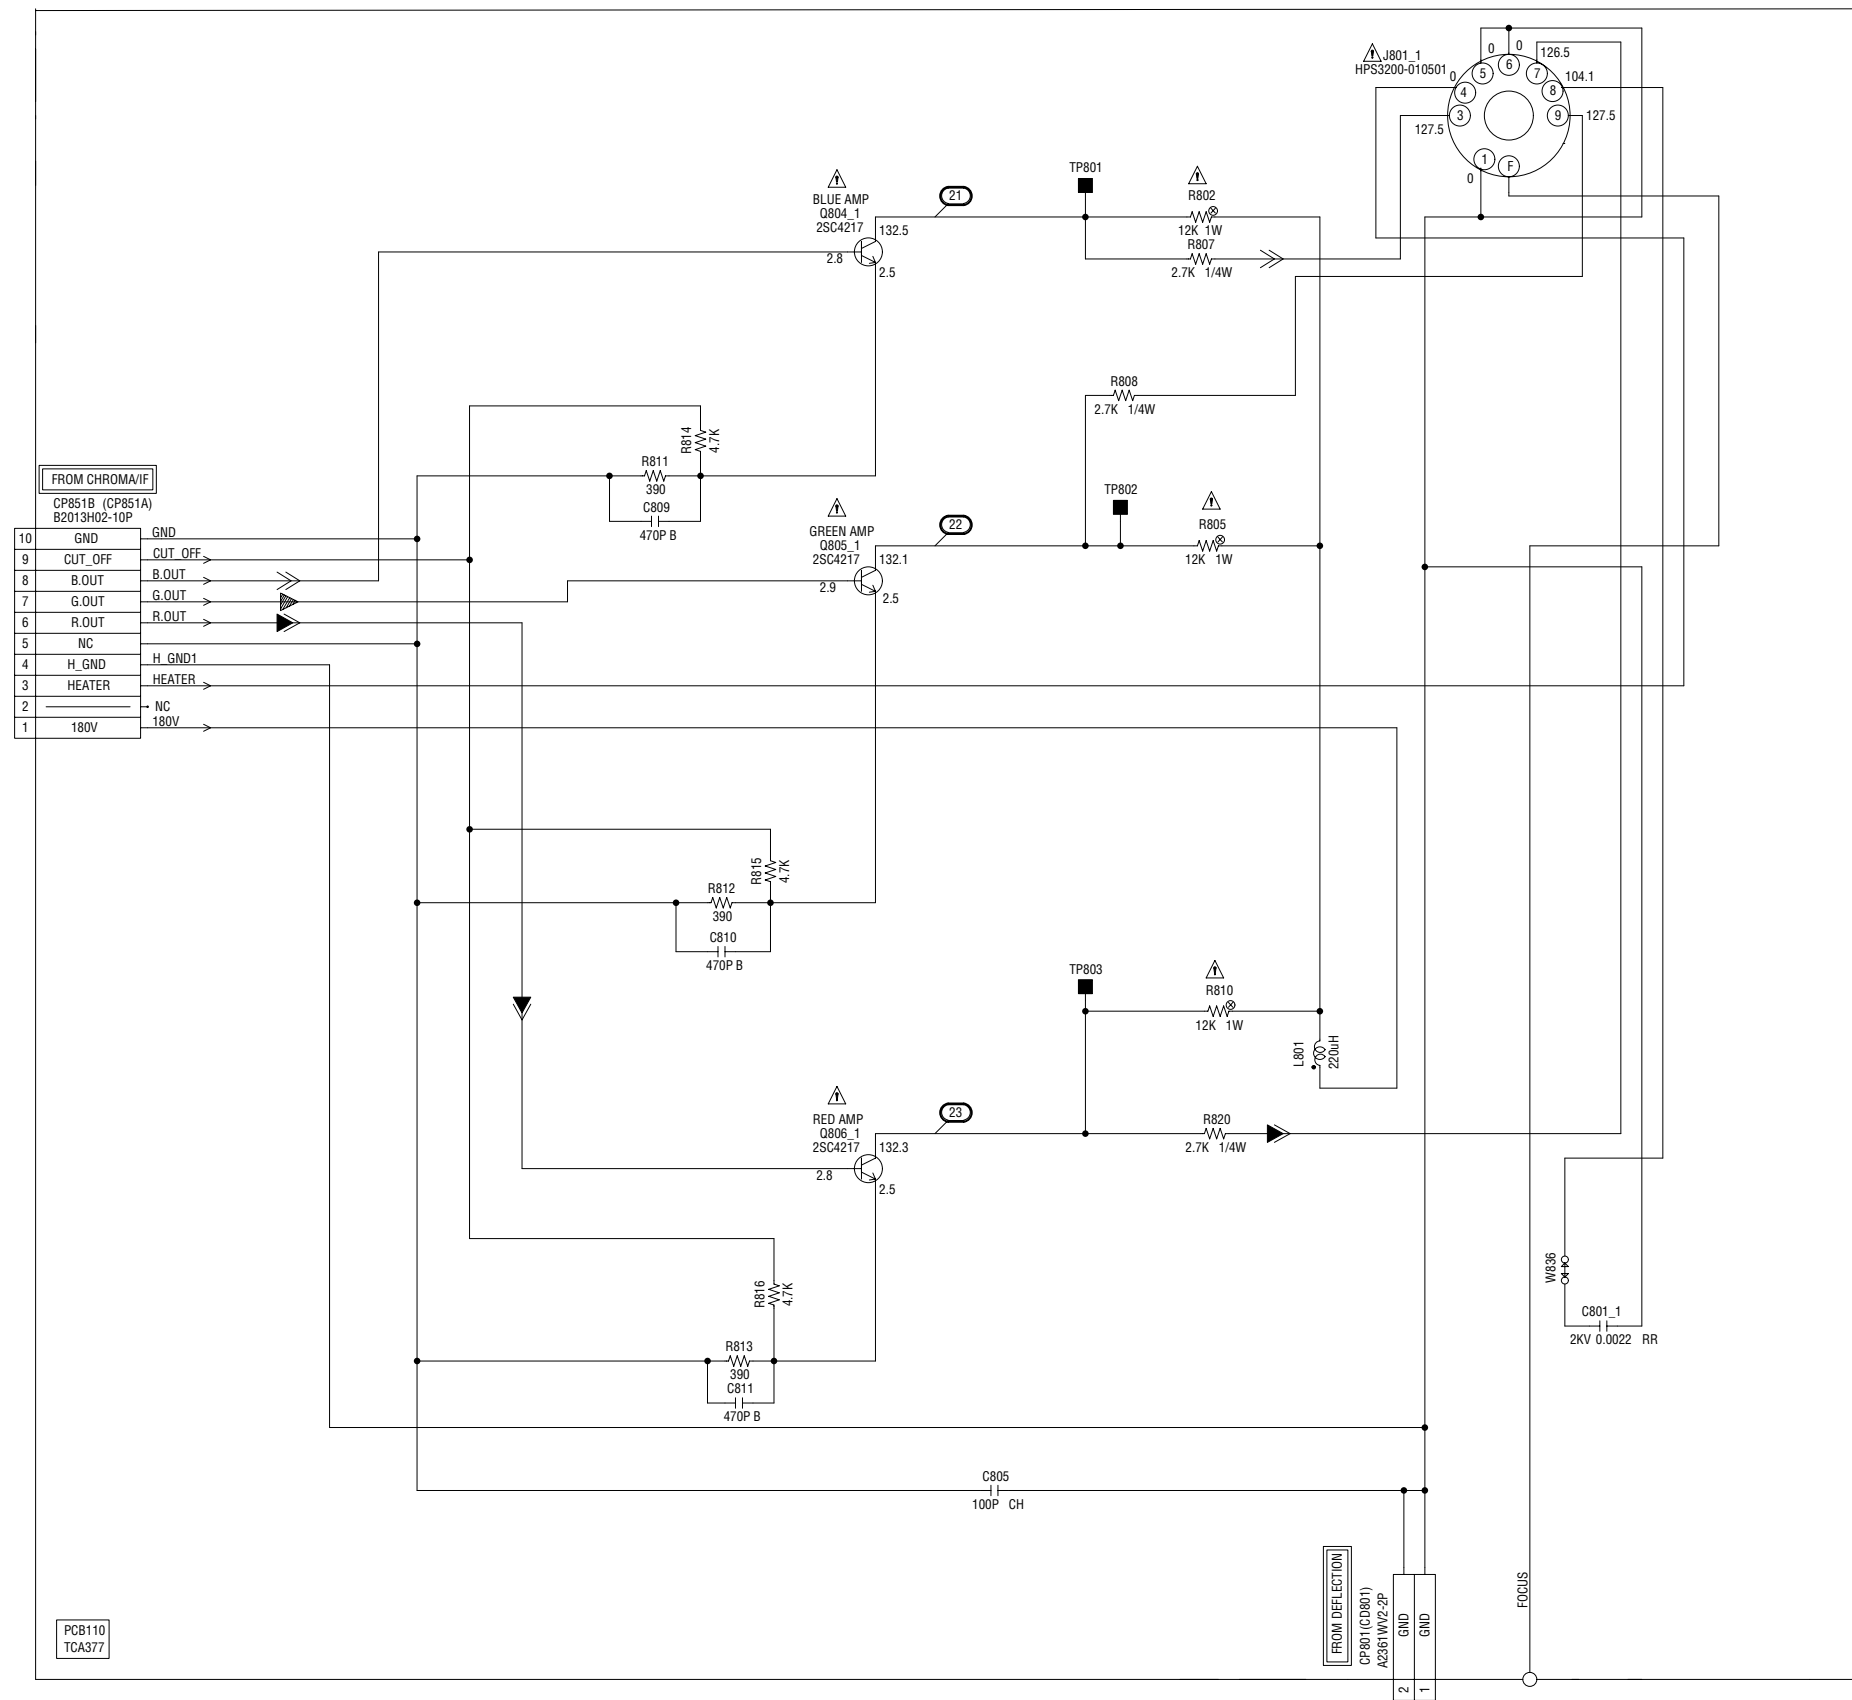 J801_1
HPS3200-010501
0
0
126.5
0
104.1
5
6
7
4
8
3
9
1
F
127.5
127.5
0
TP801
R802
12K 1W
R807
2.7K 1/4W
BLUE AMP
Q804_1
2SC4217
132.5
2.8
2.5
21
R808
2.7K 1/4W
R814
4.7K
R811
390
C809
470P B
FROM CHROMA/IF
CP851B (CP851A)
B2013H02-10P
10 GND GND
9 CUT_OFF CUT_OFF
8 B.OUT B.OUT
7 G.OUT G.OUT
6 R.OUT R.OUT
5 NC
4 H_GND H_GND1
3 HEATER HEATER
2 NC
1 180V 180V
GREEN AMP
Q805_1
2SC4217
132.1
2.9
2.5
22
TP802
R805
12K 1W
R815
4.7K
R812
390
C810
470P B
TP803
R810
12K 1W
L801
220uH
RED AMP
Q806_1
2SC4217
132.3
2.8
2.5
23
R820
2.7K 1/4W
W836
C801_1
2KV 0.0022 RR
R816
4.7K
R813
390
C811
470P B
C805
100P CH
FROM DEFLECTION
CP801(CD801)
A2361WV2-2P
2 GND
1 GND
FOCUS
PCB110
TCA377